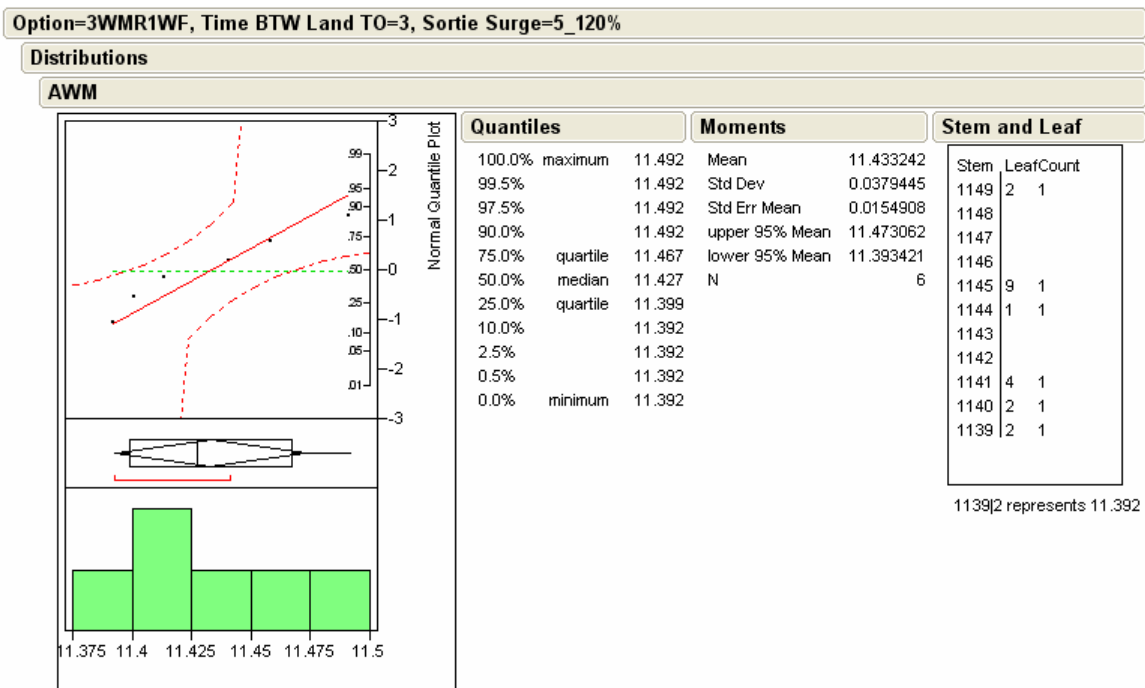 Option=3WMR1WF, Time BTW Land TO=3, Sortie Surge=5_120%
Distributions
AWM
3
2
1
0
-1
-2
-3
.99
.95
.90
.75
.50
.25
.10
.05
.01
Normal Quantile Plot
11.375 11.4 11.425 11.45 11.475 11.5
Quantiles
100.0% maximum 11.492
99.5% 11.492
97.5% 11.492
90.0% 11.492
75.0% quartile 11.467
50.0% median 11.427
25.0% quartile 11.399
10.0% 11.392
2.5% 11.392
0.5% 11.392
0.0% minimum 11.392
Moments
Mean 11.433242
Std Dev 0.0379445
Std Err Mean 0.0154908
upper 95% Mean 11.473062
lower 95% Mean 11.393421
N 6
Stem and Leaf
Stem Leaf Count
1149 2 1
1148
1147
1146
1145 9 1
1144 1 1
1143
1142
1141 4 1
1140 2 1
1139 2 1
1139|2 represents 11.392